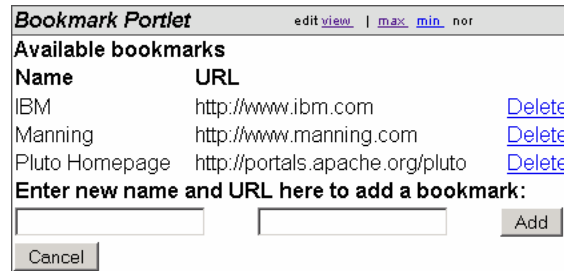 Bookmark Portlet edit view | max min nor
Available bookmarks
Name URL
IBM http://www.ibm.com Delete
Manning http://www.manning.com Delete
Pluto Homepage http://portals.apache.org/pluto Delete
Enter new name and URL here to add a bookmark:
Add
Cancel